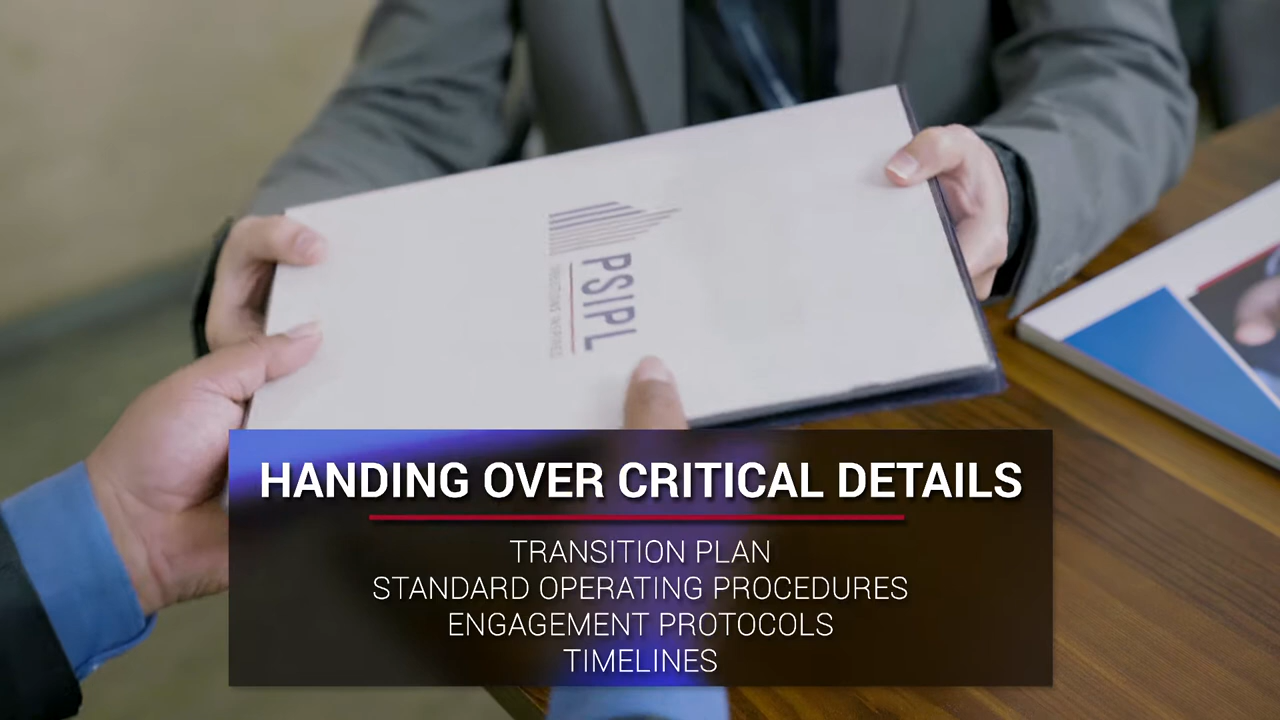 PSIPL
HANDING OVER CRITICAL DETAILS
TRANSITION PLAN
STANDARD OPERATING PROCEDURES
ENGAGEMENT PROTOCOLS
TIMELINES